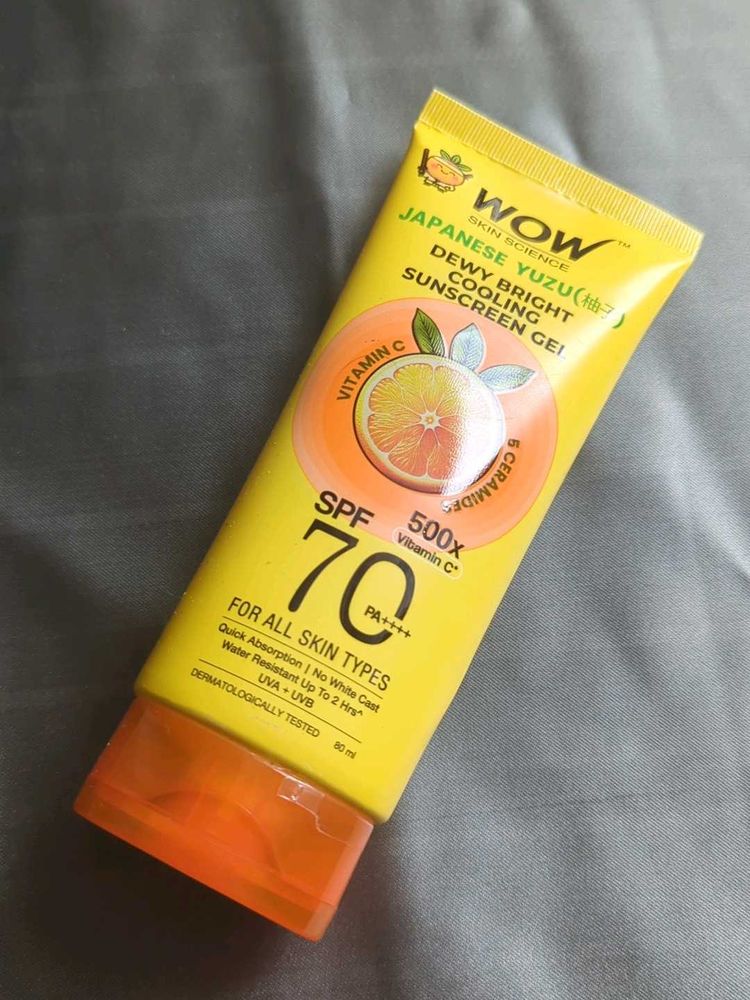 WOW™
SKIN SCIENCE
JAPANESE YUZU(柚子)
DEWY BRIGHT
COOLING
SUNSCREEN GEL
VITAMIN C
5 CERAMIDES
SPF
70
PA++++
500x
Vitamin C*
FOR ALL SKIN TYPES
Quick Absorption | No White Cast
Water Resistant Up To 2 Hrs^
UVA + UVB
DERMATOLOGICALLY TESTED
80 ml